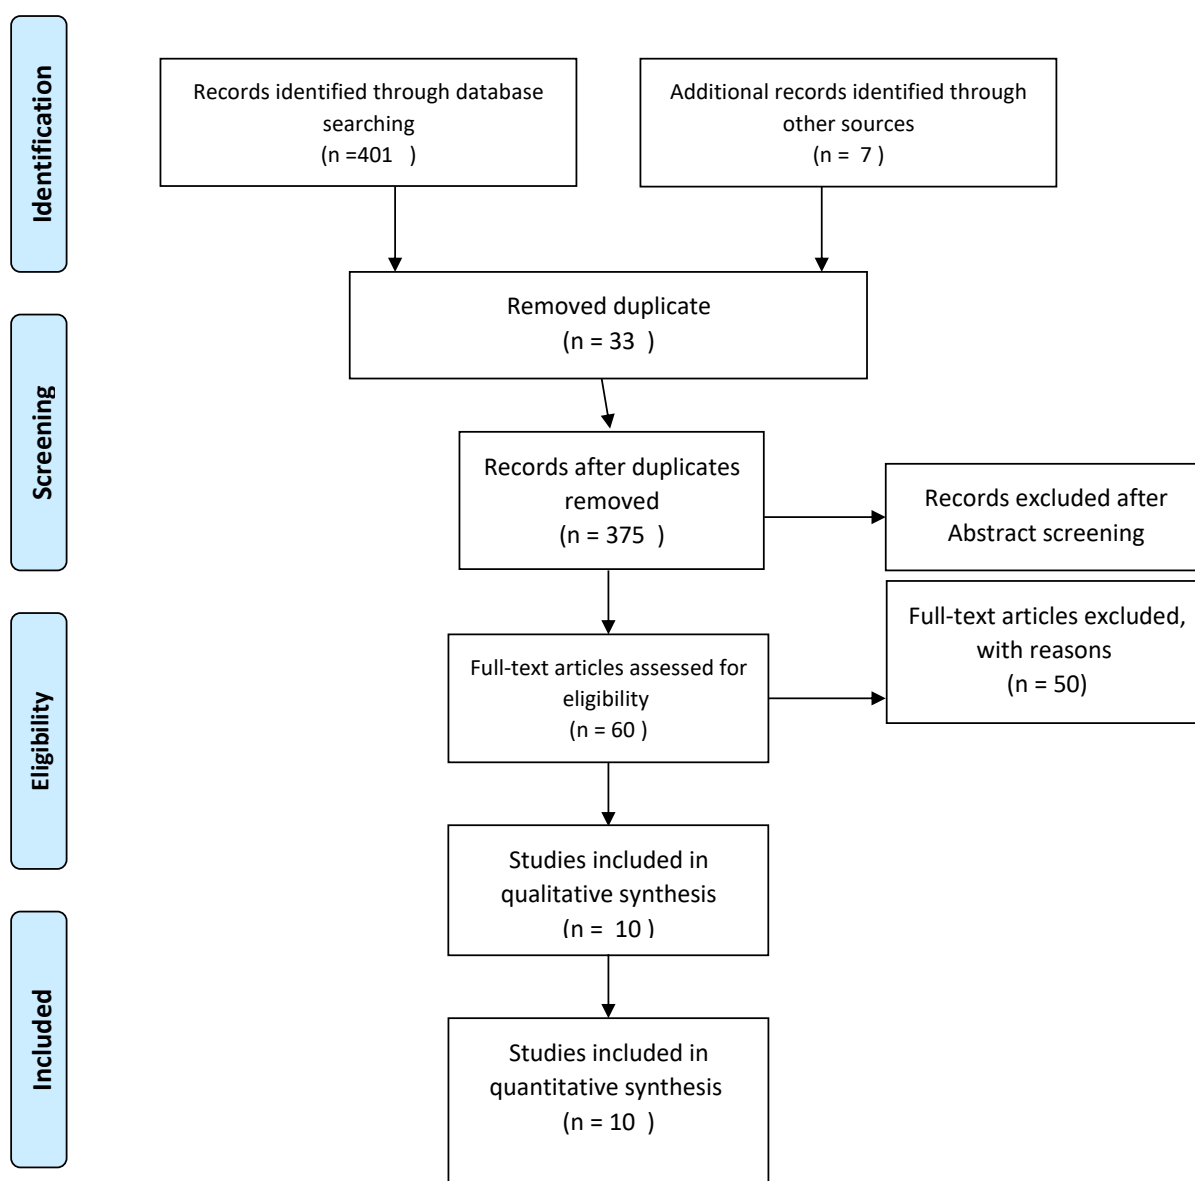 Identification
Records identified through database
searching
(n =401   )
Additional records identified through
other sources
(n =  7 )
Removed duplicate
(n = 33  )
Screening
Records after duplicates
removed
(n = 375  )
Records excluded after
Abstract screening
Eligibility
Full-text articles assessed for
eligibility
(n = 60 )
Full-text articles excluded,
with reasons
(n = 50)
Studies included in
qualitative synthesis
(n =  10 )
Included
Studies included in
quantitative synthesis
(n = 10  )